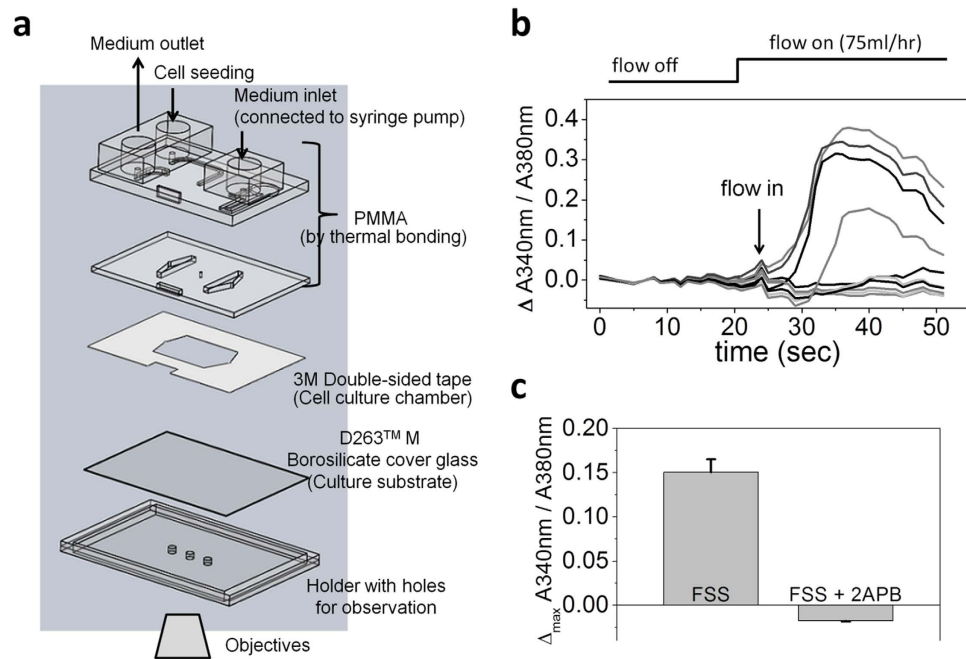 a
Medium outlet
Cell seeding
Medium inlet
(connected to syringe pump)
PMMA
(by thermal bonding)
3M Double-sided tape
(Cell culture chamber)
D263™ M
Borosilicate cover glass
(Culture substrate)
Holder with holes
for observation
Objectives
b
flow off
flow on (75ml/hr)
Δ A340nm / A380nm
0.4
0.3
0.2
0.1
0.0
flow in
0 10 20 30 40 50
time (sec)
c
Δmax A340nm / A380nm
0.20
0.15
0.10
0.05
0.00
FSS
FSS + 2APB